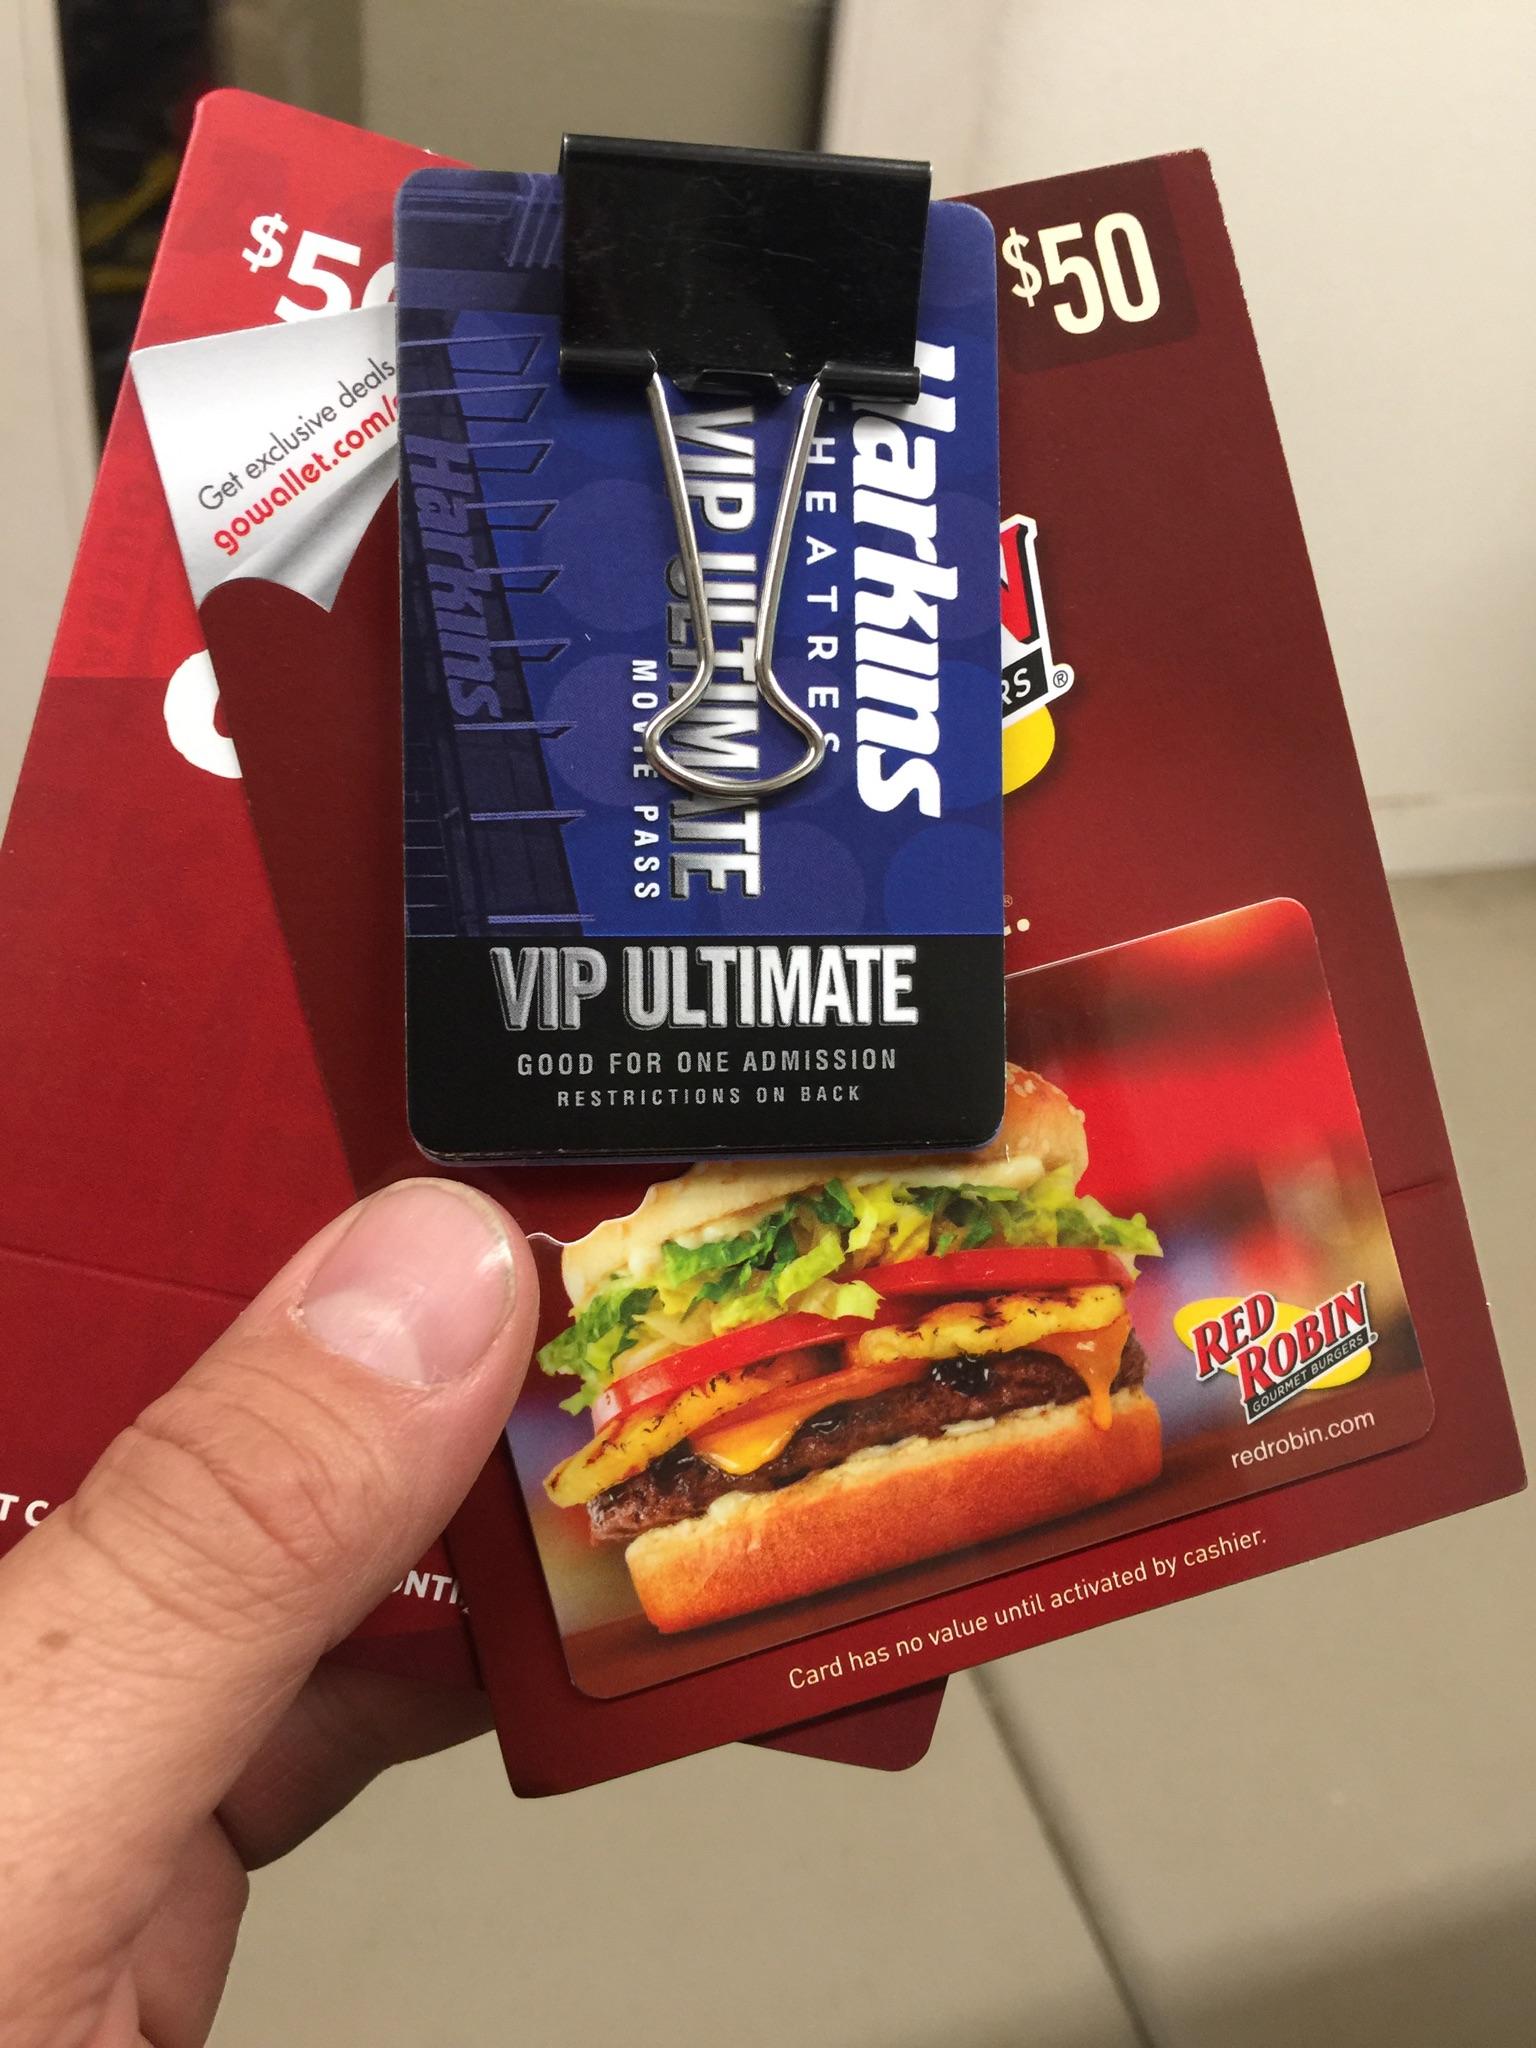 $50
Get exclusive deals
gowallet.com/
$50
Harkins
THEATRES
VIP ULTIMATE
MOVIE PASS
Harkins
VIP ULTIMATE
GOOD FOR ONE ADMISSION
RESTRICTIONS ON BACK
RED
ROBIN
GOURMET BURGERS
redrobin.com
Card has no value until activated by cashier.